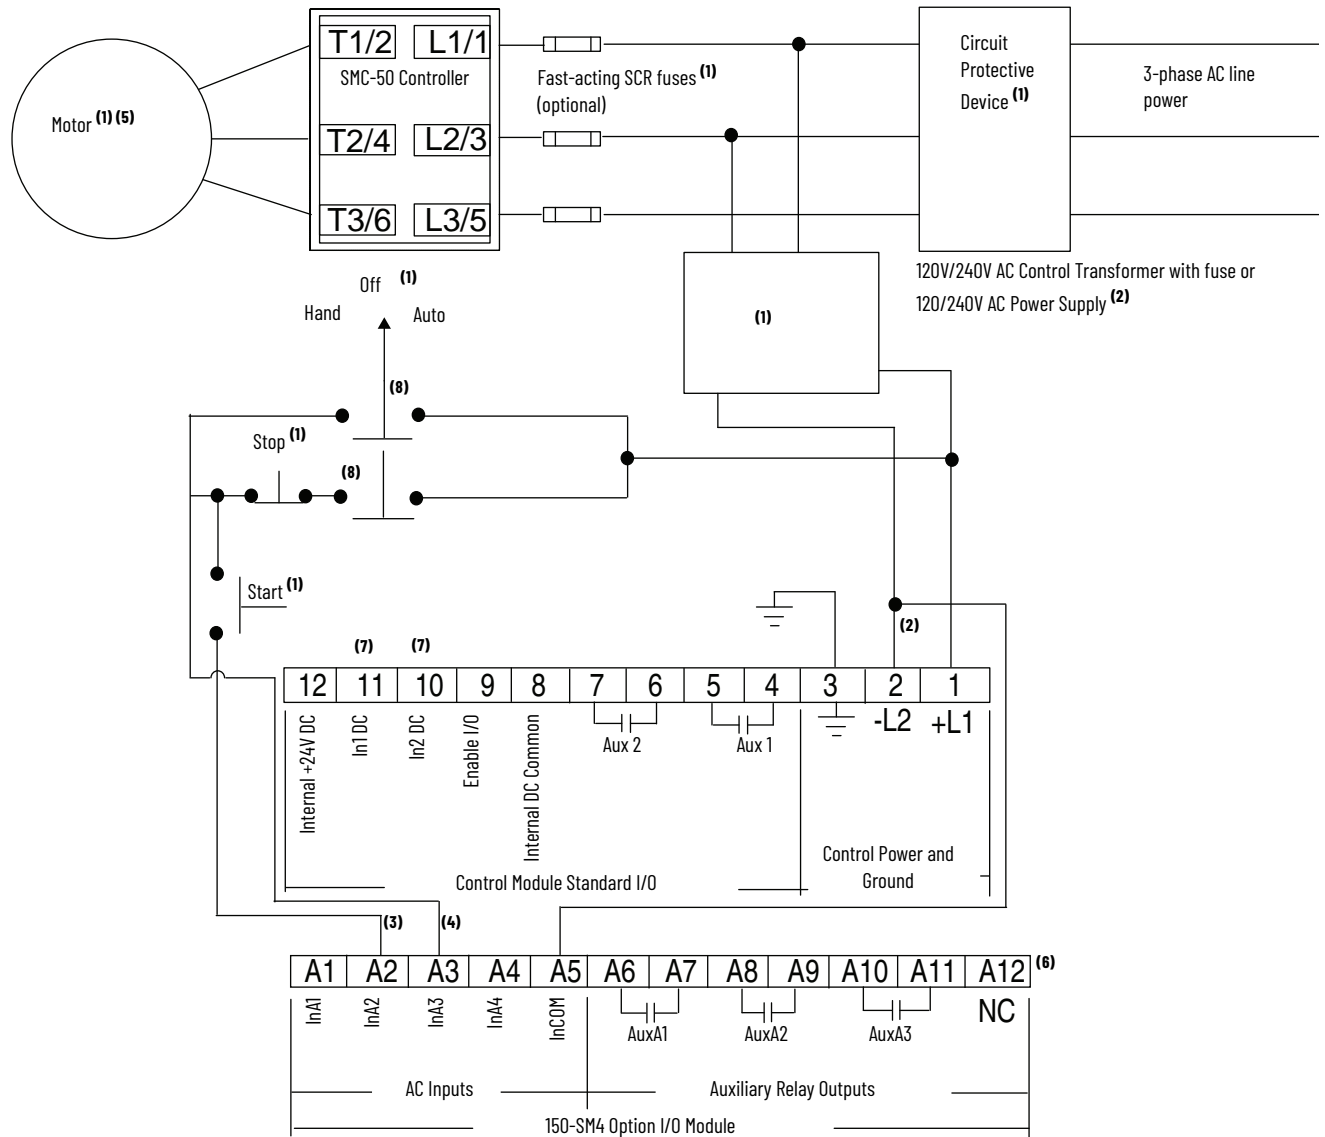 T1/2 L1/1
SMC-50 Controller
T2/4 L2/3
T3/6 L3/5
Motor (1) (5)
Fast-acting SCR fuses (1)
(optional)
Circuit
Protective
Device (1)
3-phase AC line
power
120V/240V AC Control Transformer with fuse or
120/240V AC Power Supply (2)
(1)
Off (1)
Hand
Auto
(8)
Stop (1)
(8)
Start (1)
(2)
(7) (7)
12 11 10 9 8 7 6 5 4 3 2 1
-L2 +L1
Internal +24V DC
In1 DC
In2 DC
Enable I/O
Internal DC Common
Aux 2
Aux 1
Control Module Standard I/O
Control Power and
Ground
(3) (4)
A1 A2 A3 A4 A5 A6 A7 A8 A9 A10 A11 A12 (6)
InA1
InA2
InA3
InA4
InCOM
AuxA1
AuxA2
AuxA3
NC
AC Inputs
Auxiliary Relay Outputs
150-SM4 Option I/O Module